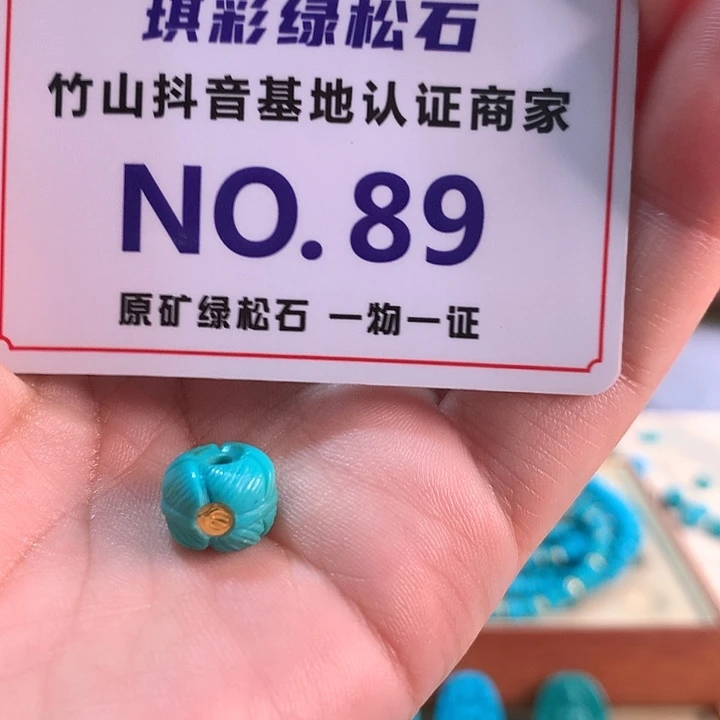 琪彩绿松石
竹山抖音基地认证商家
NO.89
原矿绿松石 一物一证